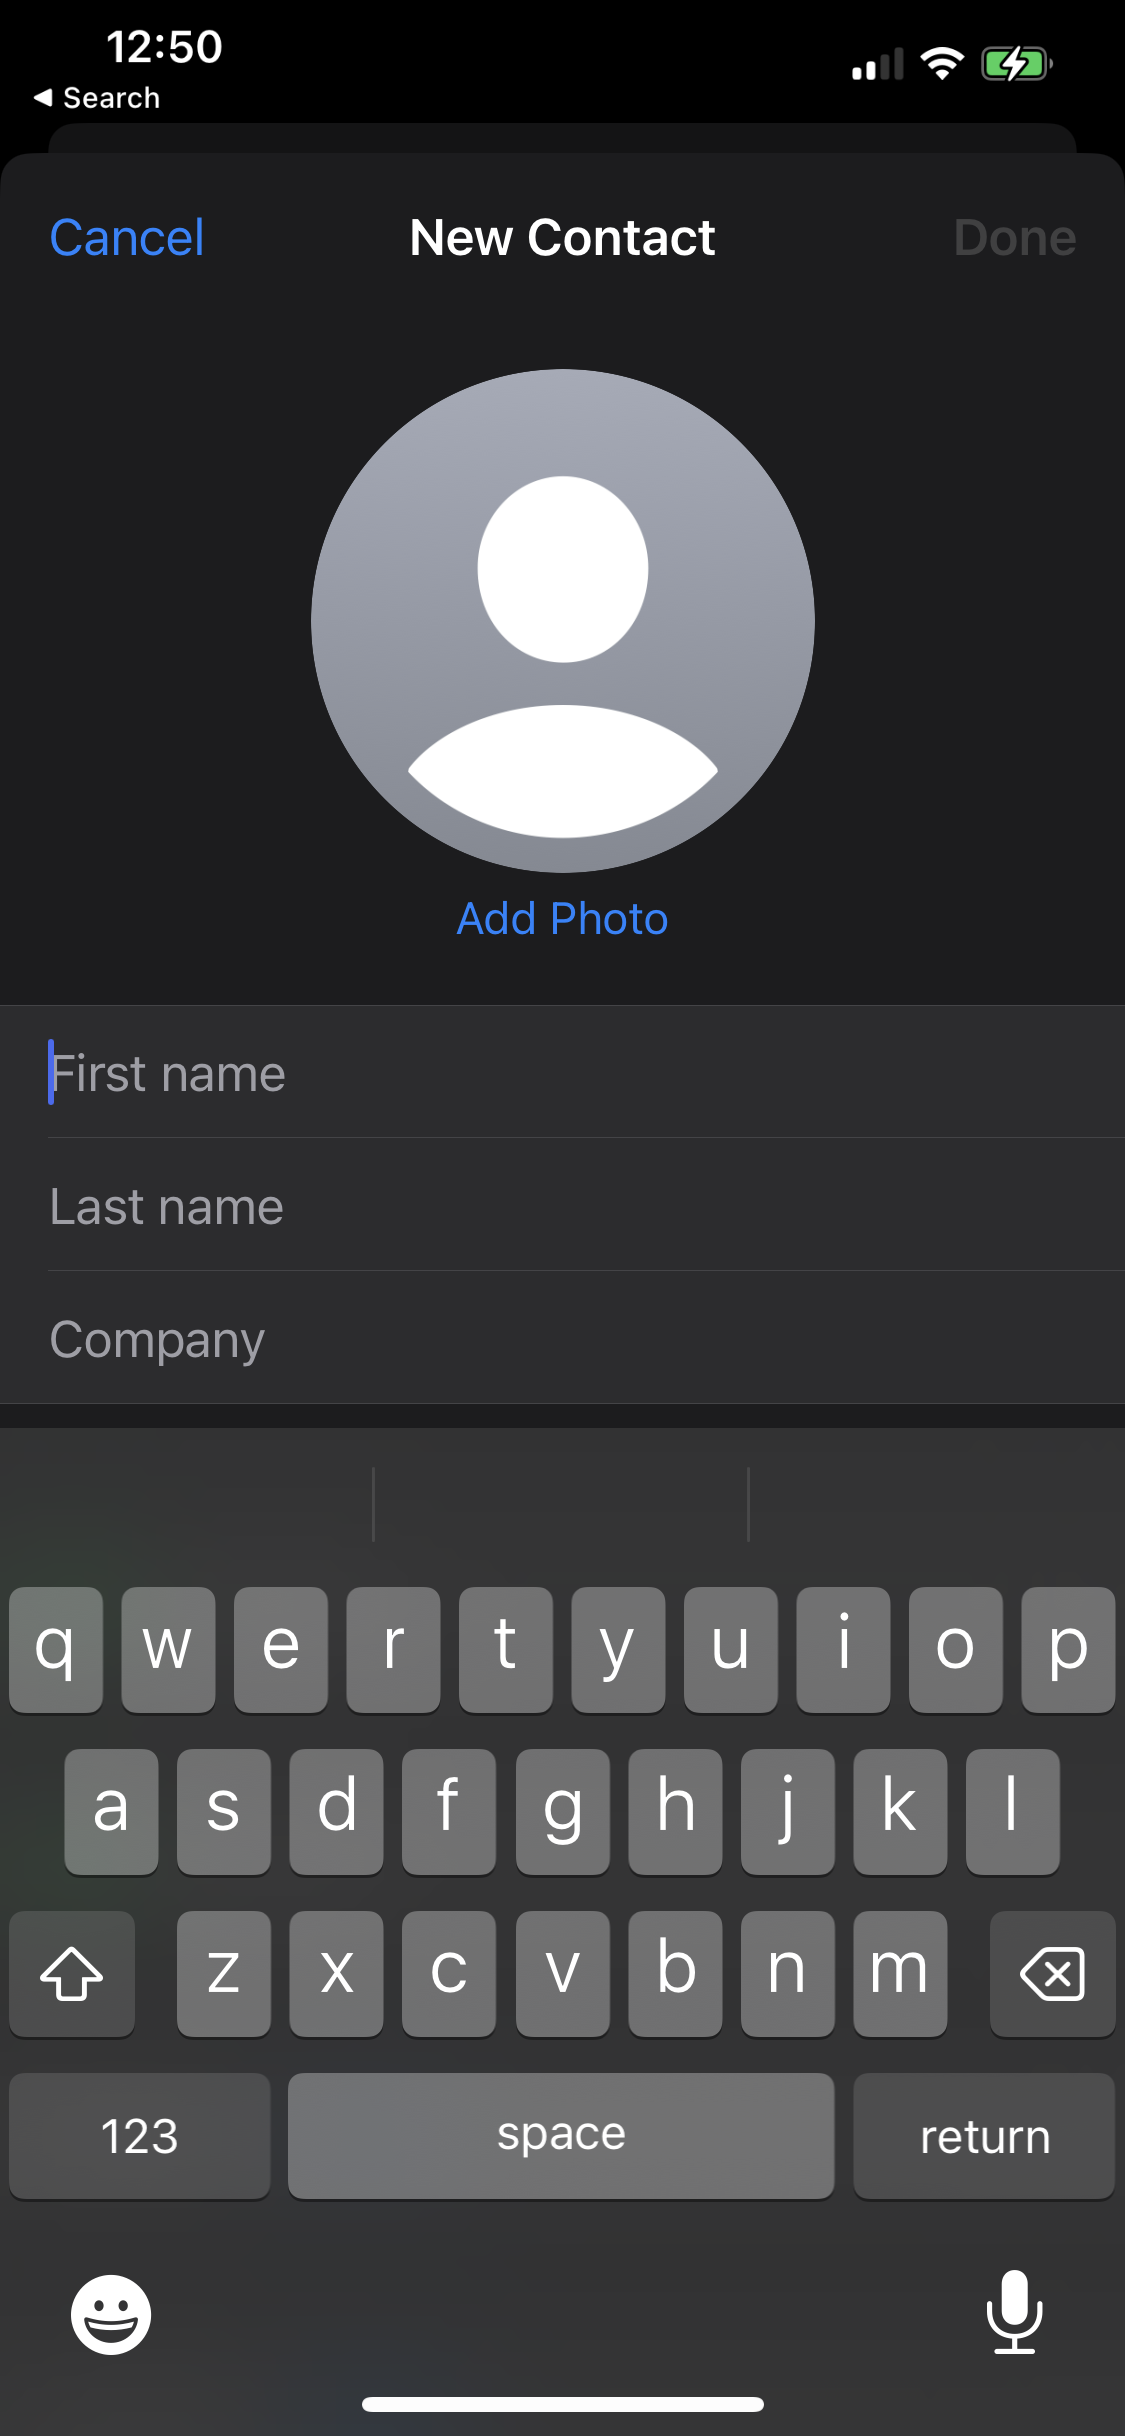 12:50
Search
Cancel New Contact Done
Add Photo
First name
Last name
Company
q w e r t y u i o p
a s d f g h j k l
z x c v b n m
123 space return